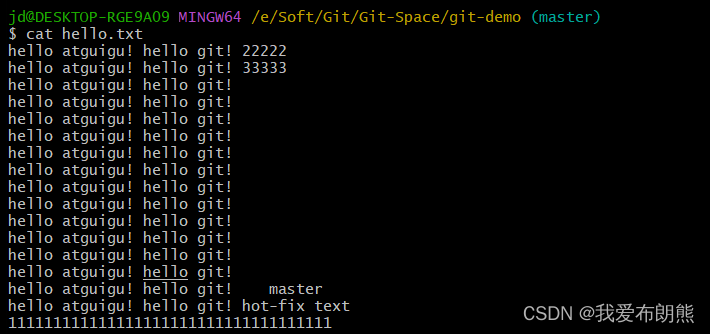 jd@DESKTOP-RGE9A09 MINGW64 /e/Soft/Git/Git-Space/git-demo (master)
$ cat hello.txt
hello atguigu! hello git! 22222
hello atguigu! hello git! 33333
hello atguigu! hello git!
hello atguigu! hello git!
hello atguigu! hello git!
hello atguigu! hello git!
hello atguigu! hello git!
hello atguigu! hello git!
hello atguigu! hello git!
hello atguigu! hello git!
hello atguigu! hello git!
hello atguigu! hello git!
hello atguigu! hello git!
hello atguigu! hello git!
hello atguigu! hello git!    master
hello atguigu! hello git! hot-fix text
111111111111111111111111111111111111
CSDN @我爱布朗熊